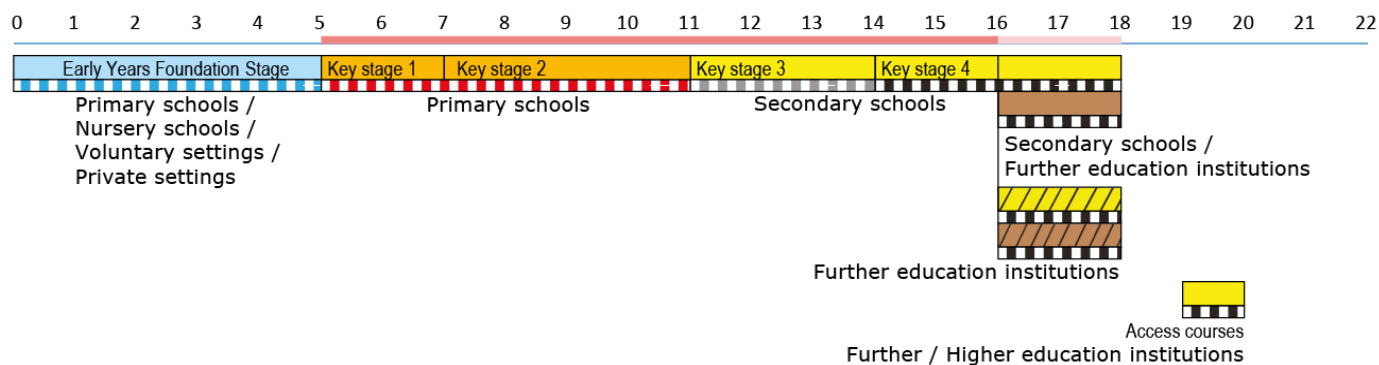 0 1 2 3 4 5 6 7 8 9 10 11 12 13 14 15 16 17 18 19 20 21 22
Early Years Foundation Stage Key stage 1 Key stage 2 Key stage 3 Key stage 4
Primary schools /
Nursery schools /
Voluntary settings /
Private settings
Primary schools
Secondary schools
Secondary schools /
Further education institutions
Further education institutions
Access courses
Further / Higher education institutions